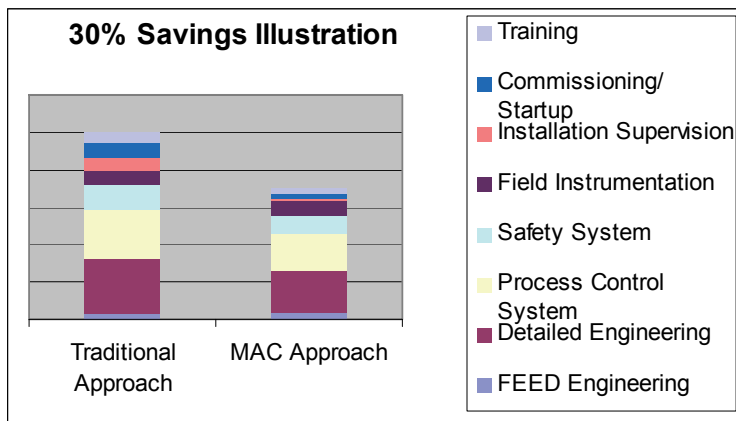 30% Savings Illustration
Traditional
Approach
MAC Approach
Training
Commissioning/
Startup
Installation Supervision
Field Instrumentation
Safety System
Process Control
System
Detailed Engineering
FEED Engineering